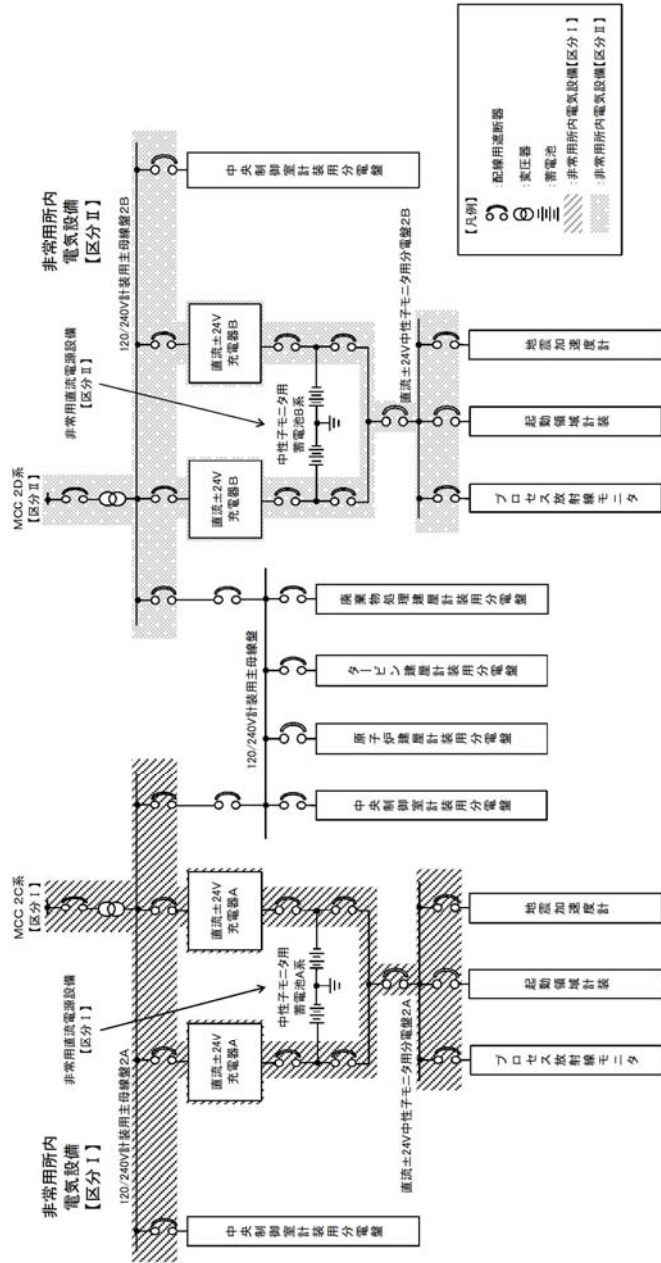 非常用所内
電気設備
【区分Ⅰ】
120/240V計装用主母線盤2A
非常用直流電源設備
【区分Ⅰ】
MCC 2C系
【区分Ⅰ】
中央制御室計装用分電盤
直流±24V
充電器A
直流±24V
充電器A
中性子モニタ用
蓄電池A系
直流±24V中性子モニタ用分電盤2A
プロセス放射線モニタ
起動領域計装
地震加速度計
120/240V計装用主母線盤
中央制御室計装用分電盤
原子炉建屋計装用分電盤
タービン建屋計装用分電盤
廃棄物処理建屋計装用分電盤
MCC 2D系
【区分Ⅱ】
非常用直流電源設備
【区分Ⅱ】
非常用所内
電気設備
【区分Ⅱ】
120/240V計装用主母線盤2B
直流±24V
充電器B
直流±24V
充電器B
中性子モニタ用
蓄電池B系
中央制御室計装用分電盤
直流±24V中性子モニタ用分電盤2B
プロセス放射線モニタ
起動領域計装
地震加速度計
【凡例】
:配線用遮断器
:変圧器
:蓄電池
:非常用所内電気設備【区分Ⅰ】
:非常用所内電気設備【区分Ⅱ】